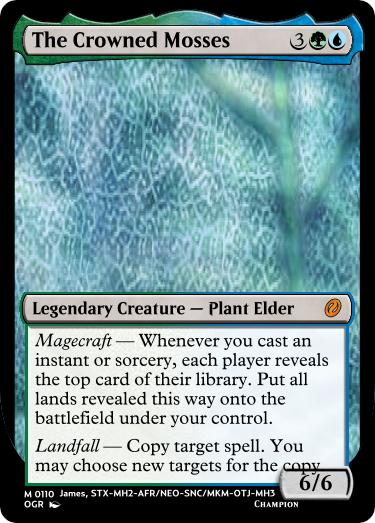 The Crowned Mosses 3
Legendary Creature — Plant Elder
Magecraft — Whenever you cast an
instant or sorcery, each player reveals
the top card of their library. Put all
lands revealed this way onto the
battlefield under your control.
Landfall — Copy target spell. You
may choose new targets for the copy
6/6
M 0110 James, STX-MH2-AFR/NEO-SNC/MKM-OTJ-MH3
OGR CHAMPION